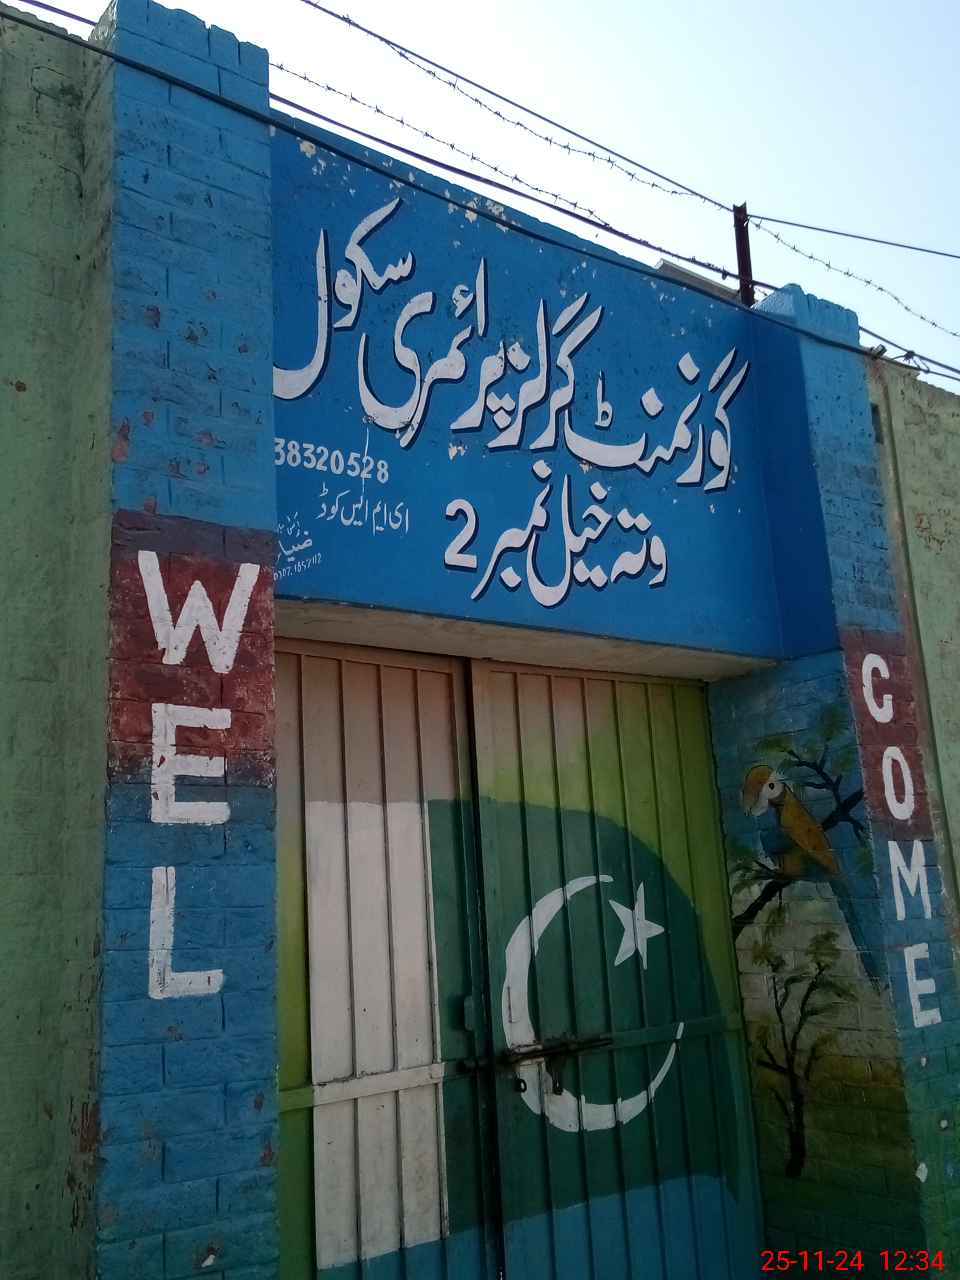 گورنمنٹ گرلز پرائمری سکول
وتہ خیل نمبر 2
38320528
ای ایم ایس کوڈ
WEL
COME
25-11-24 12:34